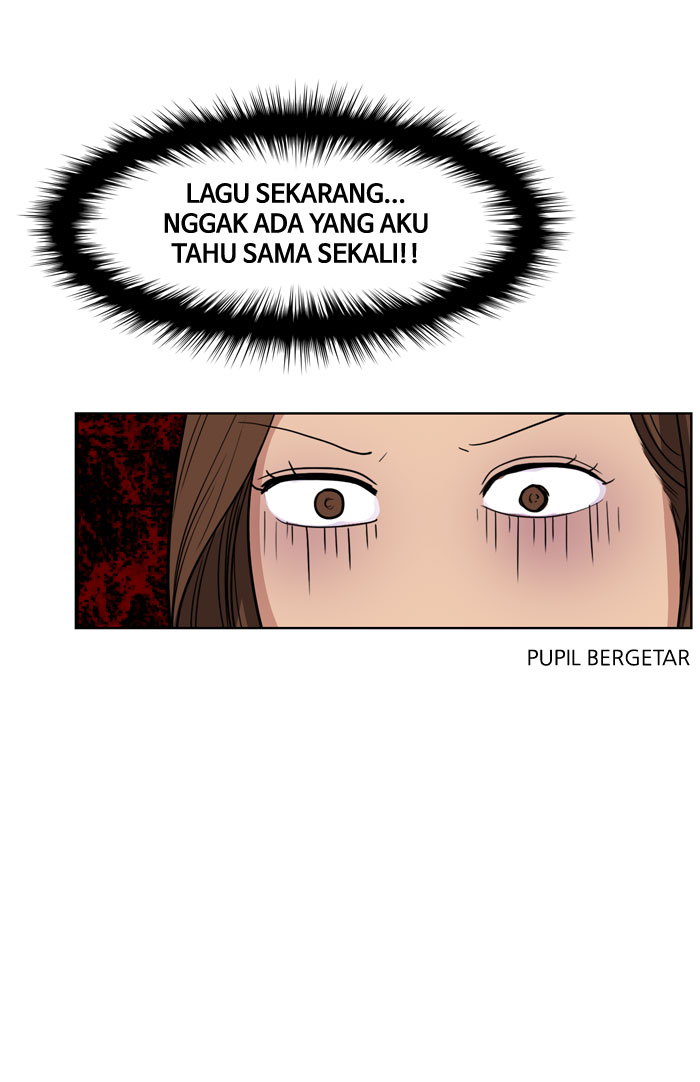 LAGU SEKARANG...
NGGAK ADA YANG AKU
TAHU SAMA SEKALI!!
PUPIL BERGETAR